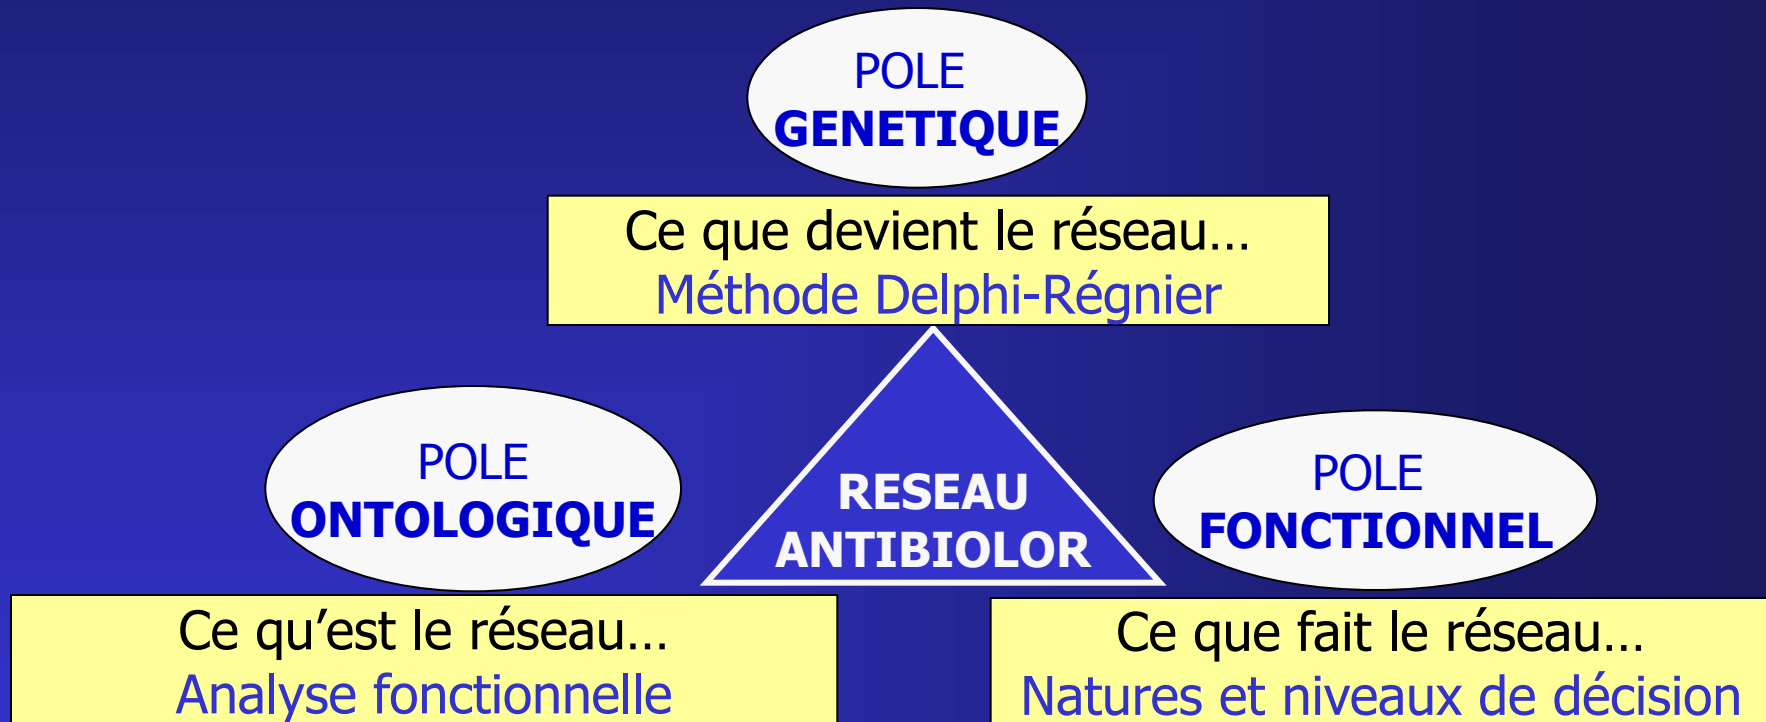 POLE
GENETIQUE
Ce que devient le réseau…
Méthode Delphi-Régnier
POLE
ONTOLOGIQUE
RESEAU
ANTIBIOLOR
POLE
FONCTIONNEL
Ce qu’est le réseau…
Analyse fonctionnelle
Ce que fait le réseau…
Natures et niveaux de décision